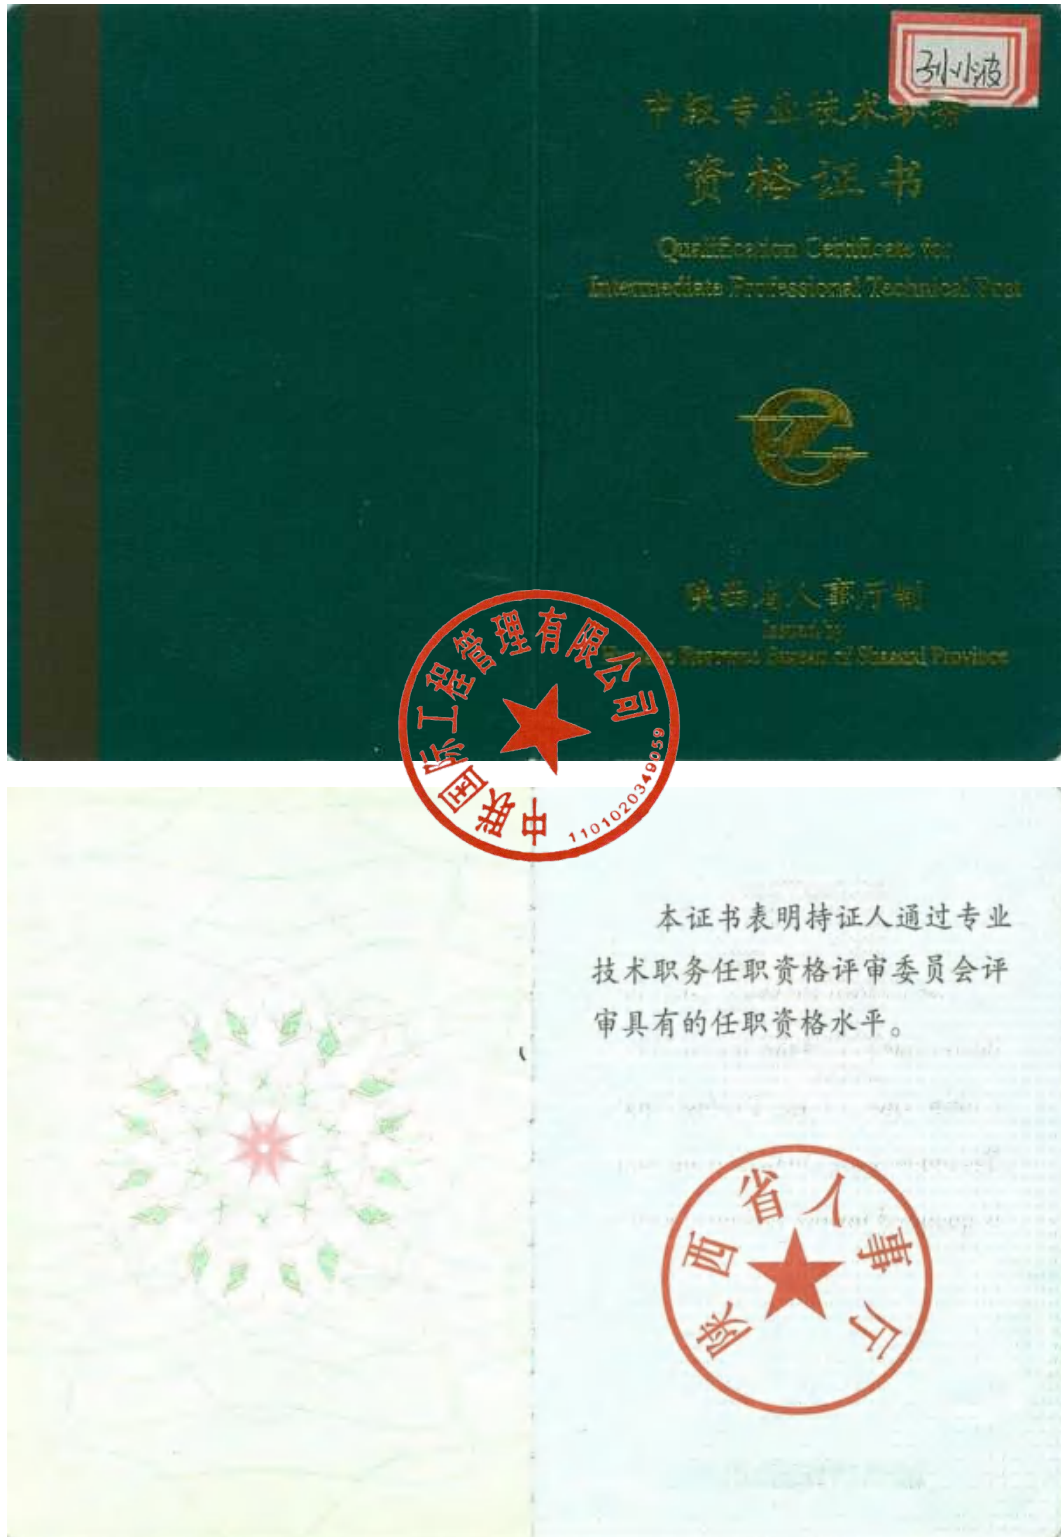 孙小波
中级专业技术职务
资格证书
Qualification Certificate for
Intermediate Professional Technical Post
陕西省人事厅制
Issued by
Personnel Bureau of Shaanxi Province
中联国际工程管理有限公司
1101020349059
本证书表明持证人通过专业
技术职务任职资格评审委员会评
审具有的任职资格水平。
陕西省人事厅